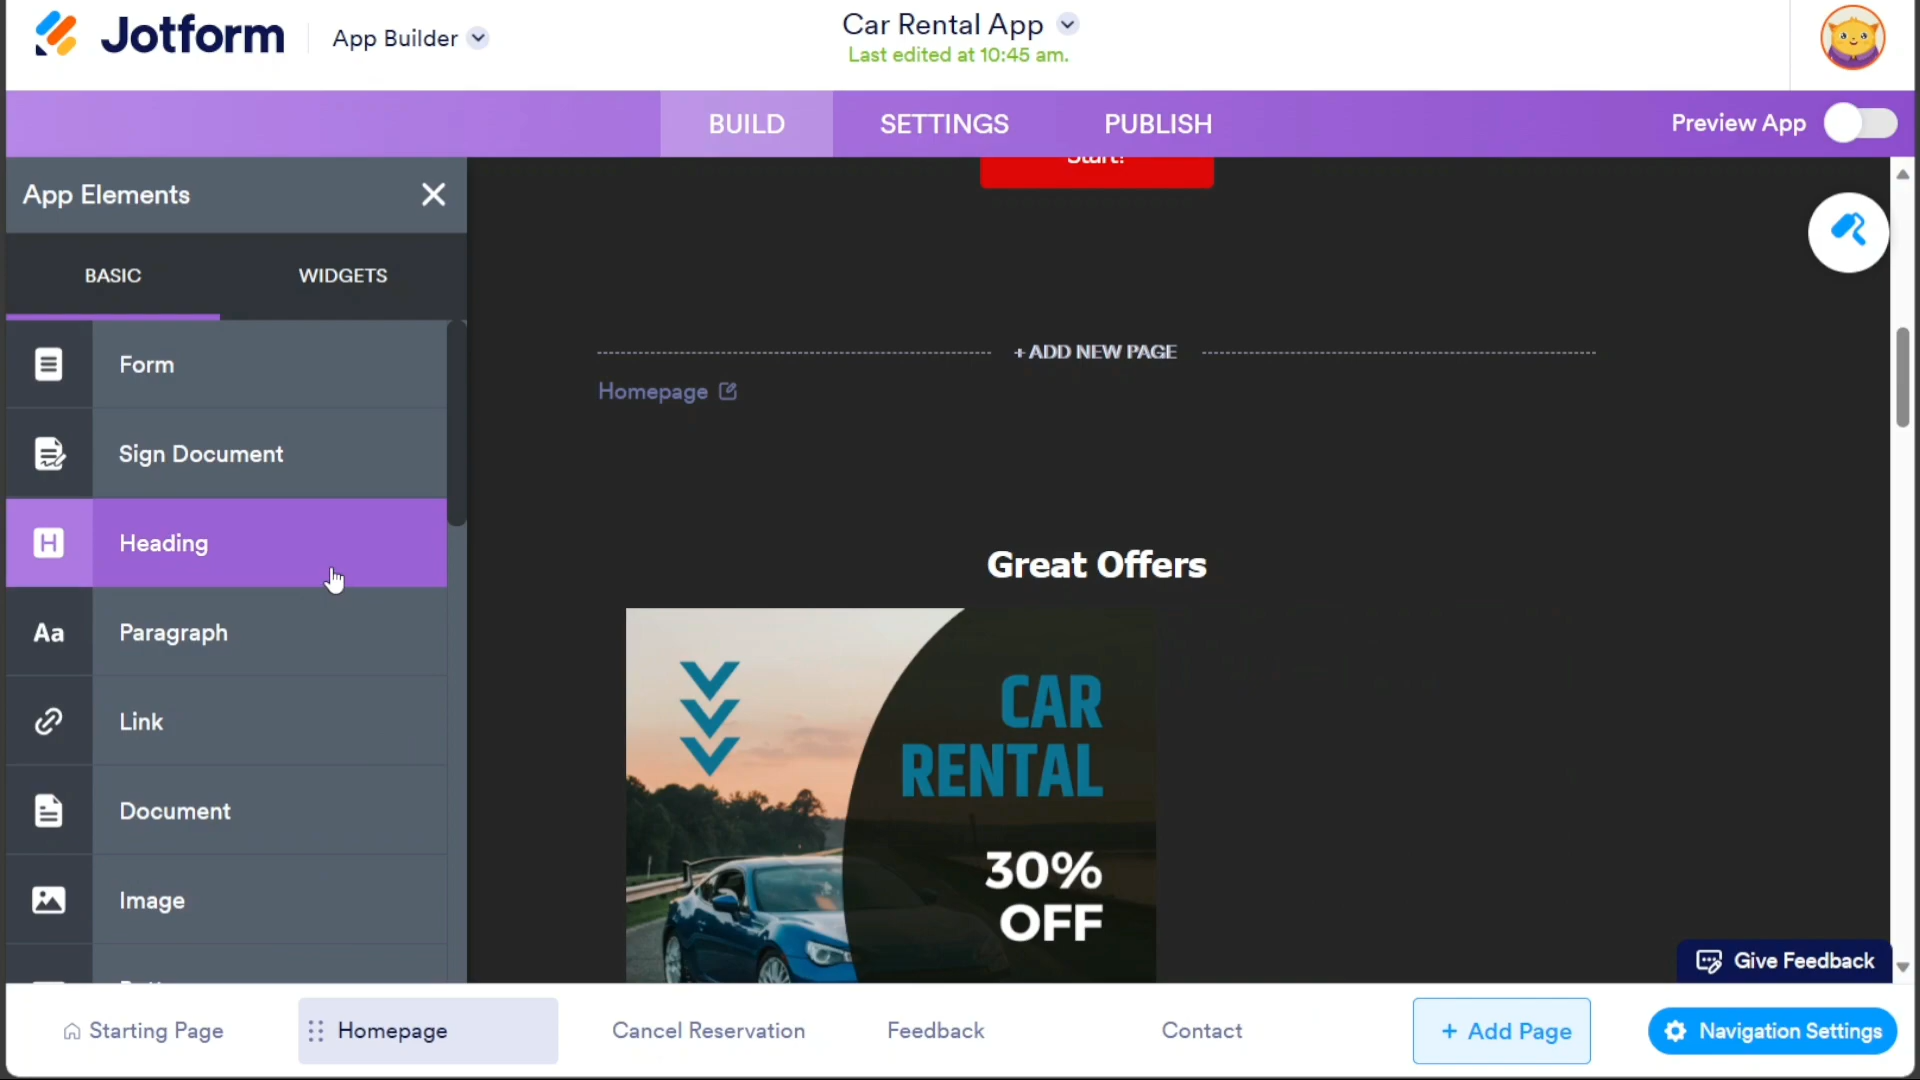 Jotform
App Builder
Car Rental App
Last edited at 10:45 am.
BUILD
SETTINGS
PUBLISH
Preview App
App Elements
BASIC
WIDGETS
Form
Sign Document
H
Heading
Aa
Paragraph
Link
Document
Image
Start!
+ ADD NEW PAGE
Homepage
Great Offers
CAR
RENTAL
30%
OFF
Give Feedback
Starting Page
Homepage
Cancel Reservation
Feedback
Contact
+ Add Page
Navigation Settings